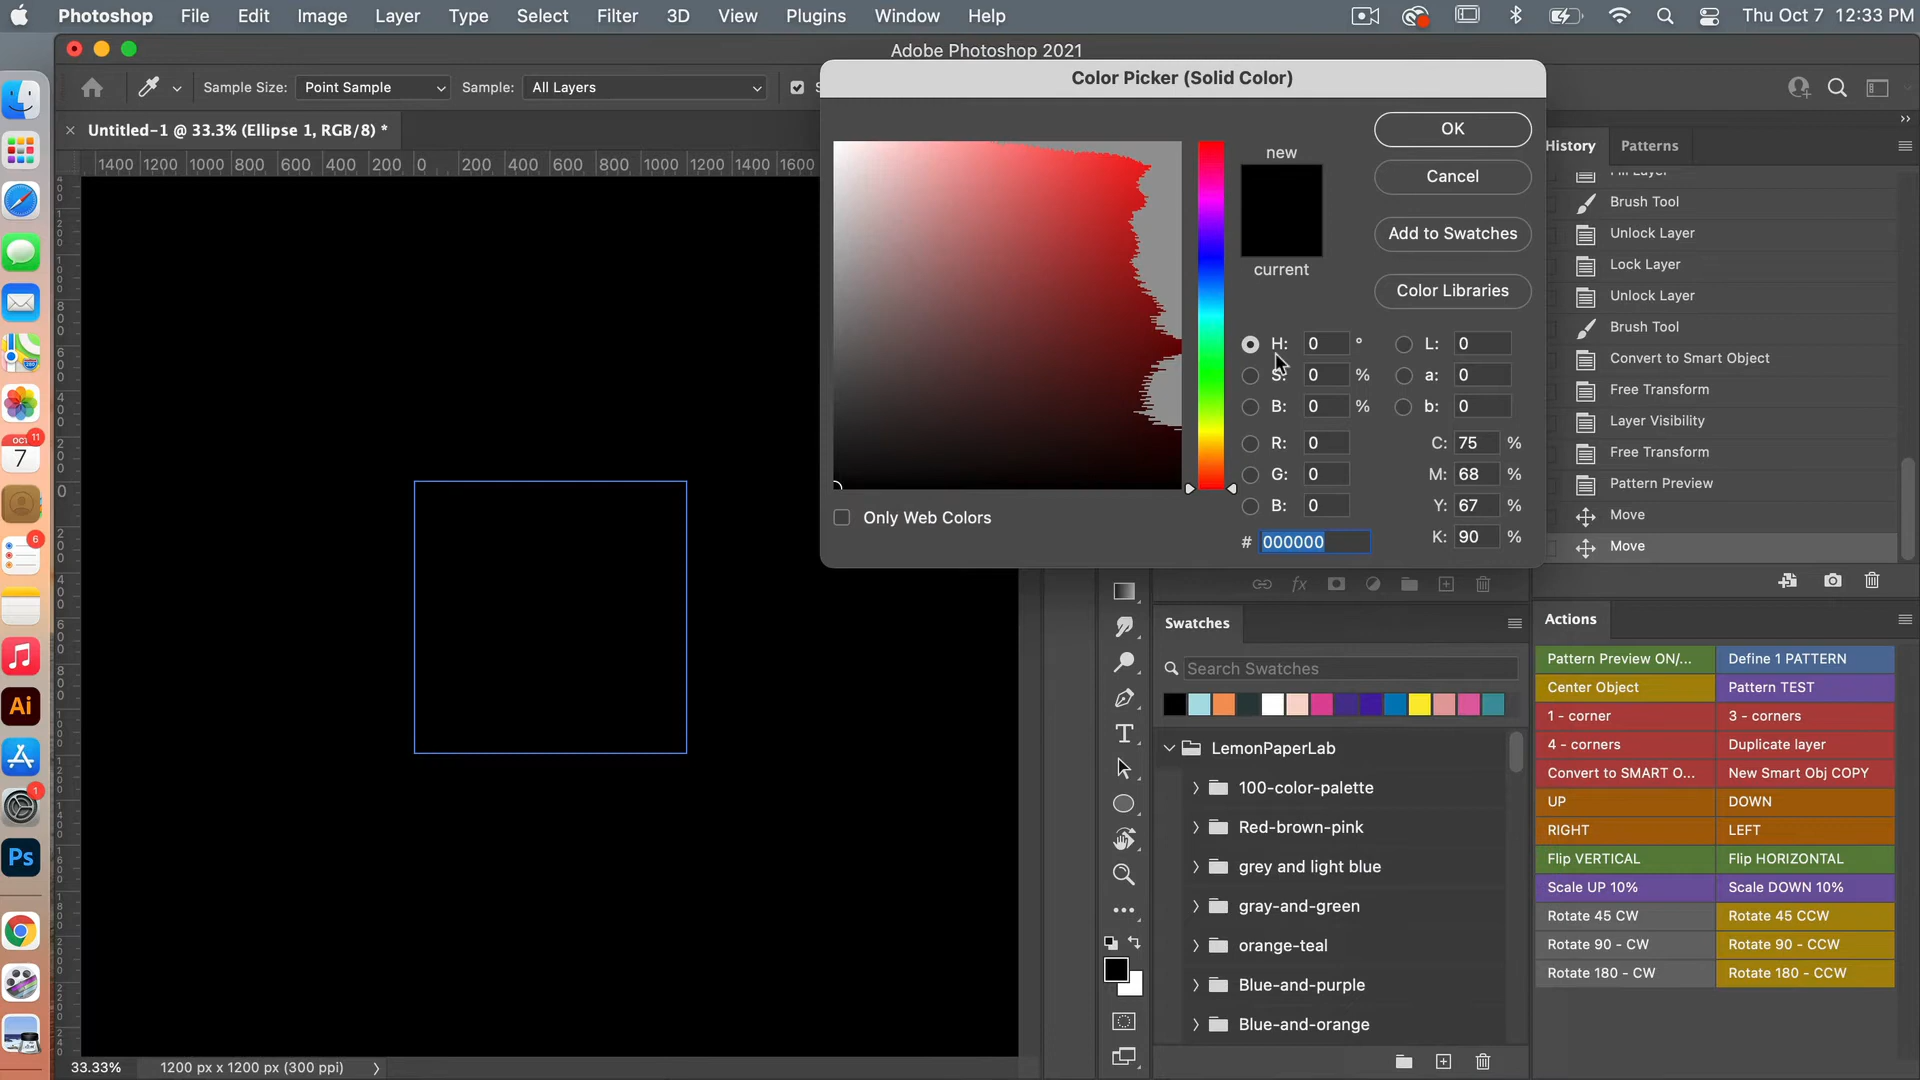 Photoshop File Edit Image Layer Type Select Filter 3D View Plugins Window Help Thu Oct 7 12:33 PM
Adobe Photoshop 2021
Sample Size: Point Sample Sample: All Layers
Untitled-1 @ 33.3% (Ellipse 1, RGB/8) *
1400 1200 1000 800 600 400 200 0 200 400 600 800 1000 1200 1400 1600
Color Picker (Solid Color)
new
current
OK
Cancel
Add to Swatches
Color Libraries
H: 0 °
S: 0 %
B: 0 %
R: 0
G: 0
B: 0
# 000000
L: 0
a: 0
b: 0
C: 75 %
M: 68 %
Y: 67 %
K: 90 %
Only Web Colors
History Patterns
Fill Layer
Brush Tool
Unlock Layer
Lock Layer
Unlock Layer
Brush Tool
Convert to Smart Object
Free Transform
Layer Visibility
Free Transform
Pattern Preview
Move
Move
Swatches
Search Swatches
LemonPaperLab
100-color-palette
Red-brown-pink
grey and light blue
gray-and-green
orange-teal
Blue-and-purple
Blue-and-orange
Actions
Pattern Preview ON/... Define 1 PATTERN
Center Object Pattern TEST
1 - corner 3 - corners
4 - corners Duplicate layer
Convert to SMART O... New Smart Obj COPY
UP DOWN
RIGHT LEFT
Flip VERTICAL Flip HORIZONTAL
Scale UP 10% Scale DOWN 10%
Rotate 45 CW Rotate 45 CCW
Rotate 90 - CW Rotate 90 - CCW
Rotate 180 - CW Rotate 180 - CCW
OCT 11
7
6
Ai
1
Ps
33.33% 1200 px x 1200 px (300 ppi)